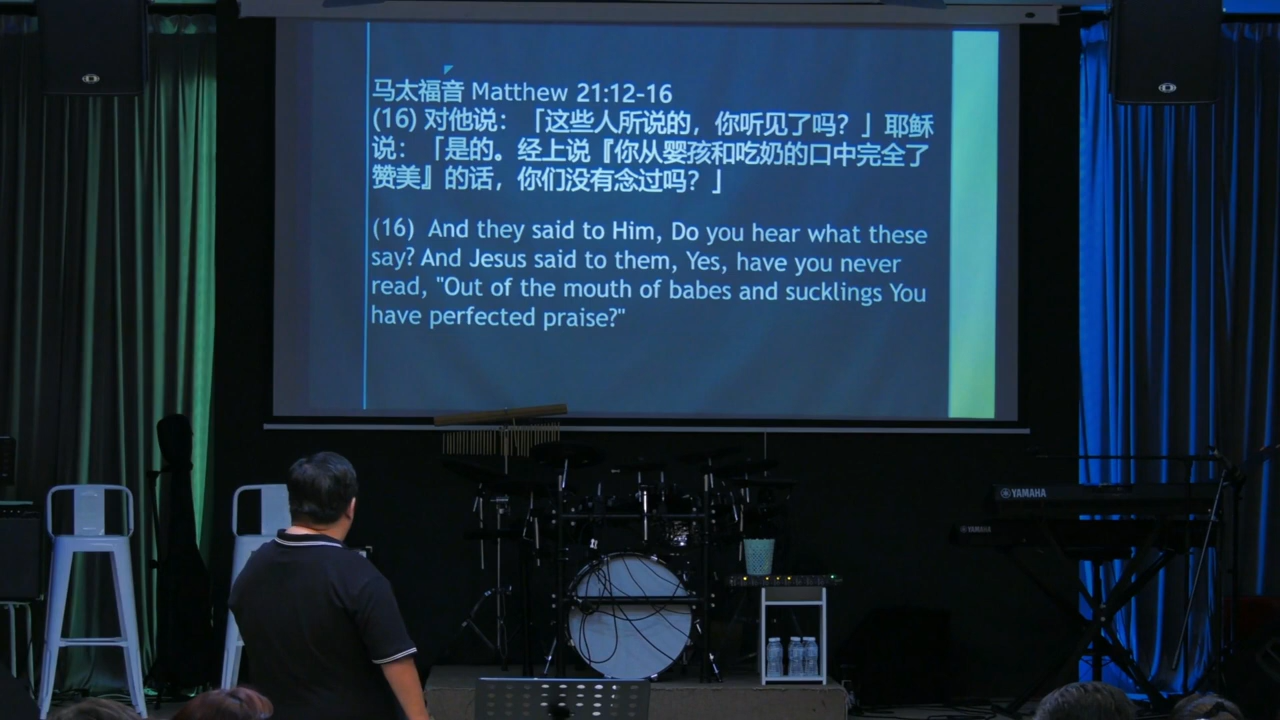 马太福音 Matthew 21:12-16
(16) 对他说：「这些人所说的，你听见了吗？」耶稣
说：「是的。经上说『你从婴孩和吃奶的口中完全了
赞美』的话，你们没有念过吗？」
(16) And they said to Him, Do you hear what these
say? And Jesus said to them, Yes, have you never
read, "Out of the mouth of babes and sucklings You
have perfected praise?"
YAMAHA
YAMAHA